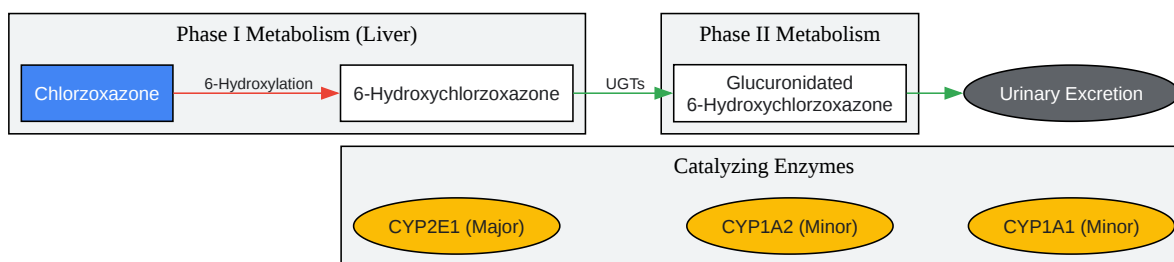 Phase I Metabolism (Liver)
Phase II Metabolism
Chlorzoxazone
6-Hydroxylation
6-Hydroxychlorzoxazone
UGTs
Glucuronidated
6-Hydroxychlorzoxazone
Urinary Excretion
Catalyzing Enzymes
CYP2E1 (Major)
CYP1A2 (Minor)
CYP1A1 (Minor)